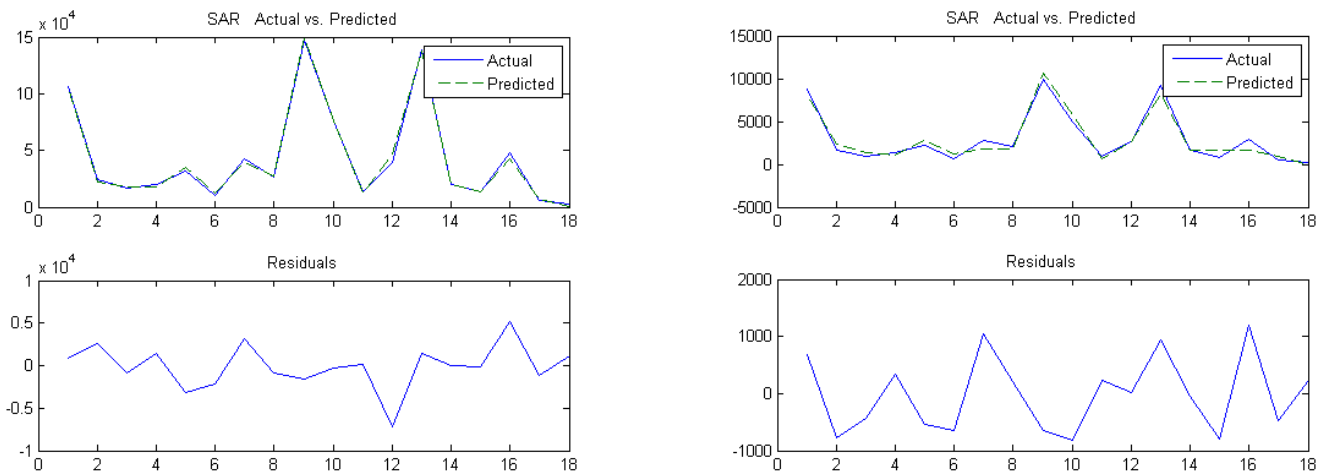 SAR Actual vs. Predicted
x 10^4
15
10
5
0
0 2 4 6 8 10 12 14 16 18
Actual
Predicted
Residuals
x 10^4
1
0.5
0
-0.5
-1
0 2 4 6 8 10 12 14 16 18
SAR Actual vs. Predicted
15000
10000
5000
0
-5000
0 2 4 6 8 10 12 14 16 18
Actual
Predicted
Residuals
2000
1000
0
-1000
0 2 4 6 8 10 12 14 16 18